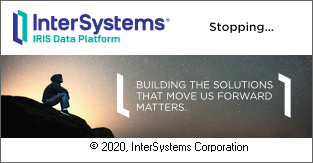 InterSystems®
IRIS Data Platform
Stopping...
BUILDING THE SOLUTIONS
THAT MOVE US FORWARD
MATTERS.
© 2020, InterSystems Corporation